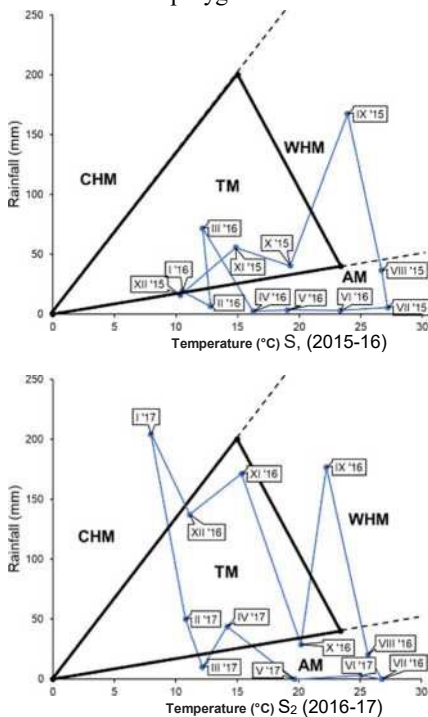 250
200
150
100
50
0
Rainfall (mm)
CHM
TM
WHM
AM
IX '15
III '16
X '15
I '16
XI '15
XII '15
VIII '15
II '16
IV '16
V '16
VI '16
VII '15
0 5 10 15 20 25 30
Temperature (°C) S, (2015-16)
250
200
150
100
50
0
Rainfall (mm)
I '17
XI '16
IX '16
XII '16
CHM
WHM
TM
II '17
IV '17
VIII '16
X '16
III '17
AM
V '17
VI '17
VII '16
0 5 10 15 20 25 30
Temperature (°C) S2 (2016-17)